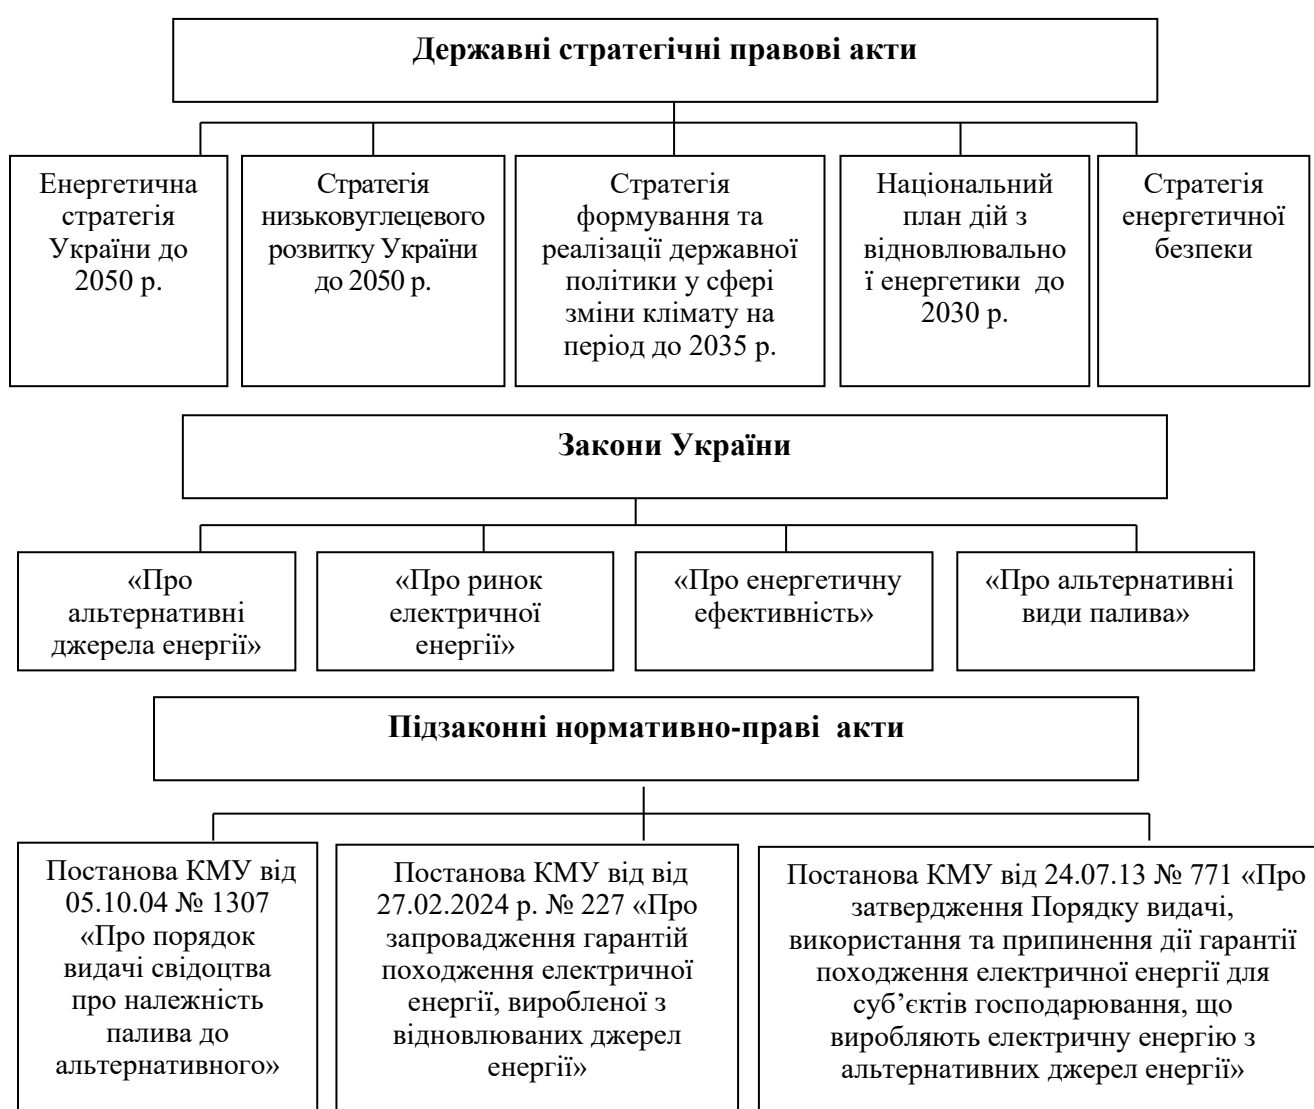 Державні стратегічні правові акти
Енергетична
стратегія
України до
2050 р.
Стратегія
низьковуглецевого
розвитку України
до 2050 р.
Стратегія
формування та
реалізації державної
політики у сфері
зміни клімату на
період до 2035 р.
Національний
план дій з
відновлювально
ї енергетики до
2030 р.
Стратегія
енергетичної
безпеки
Закони України
«Про
альтернативні
джерела енергії»
«Про ринок
електричної
енергії»
«Про енергетичну
ефективність»
«Про альтернативні
види палива»
Підзаконні нормативно-праві акти
Постанова КМУ від
05.10.04 № 1307
«Про порядок
видачі свідоцтва
про належність
палива до
альтернативного»
Постанова КМУ від від
27.02.2024 р. № 227 «Про
запровадження гарантій
походження електричної
енергії, виробленої з
відновлюваних джерел
енергії»
Постанова КМУ від 24.07.13 № 771 «Про
затвердження Порядку видачі,
використання та припинення дії гарантії
походження електричної енергії для
суб’єктів господарювання, що
виробляють електричну енергію з
альтернативних джерел енергії»